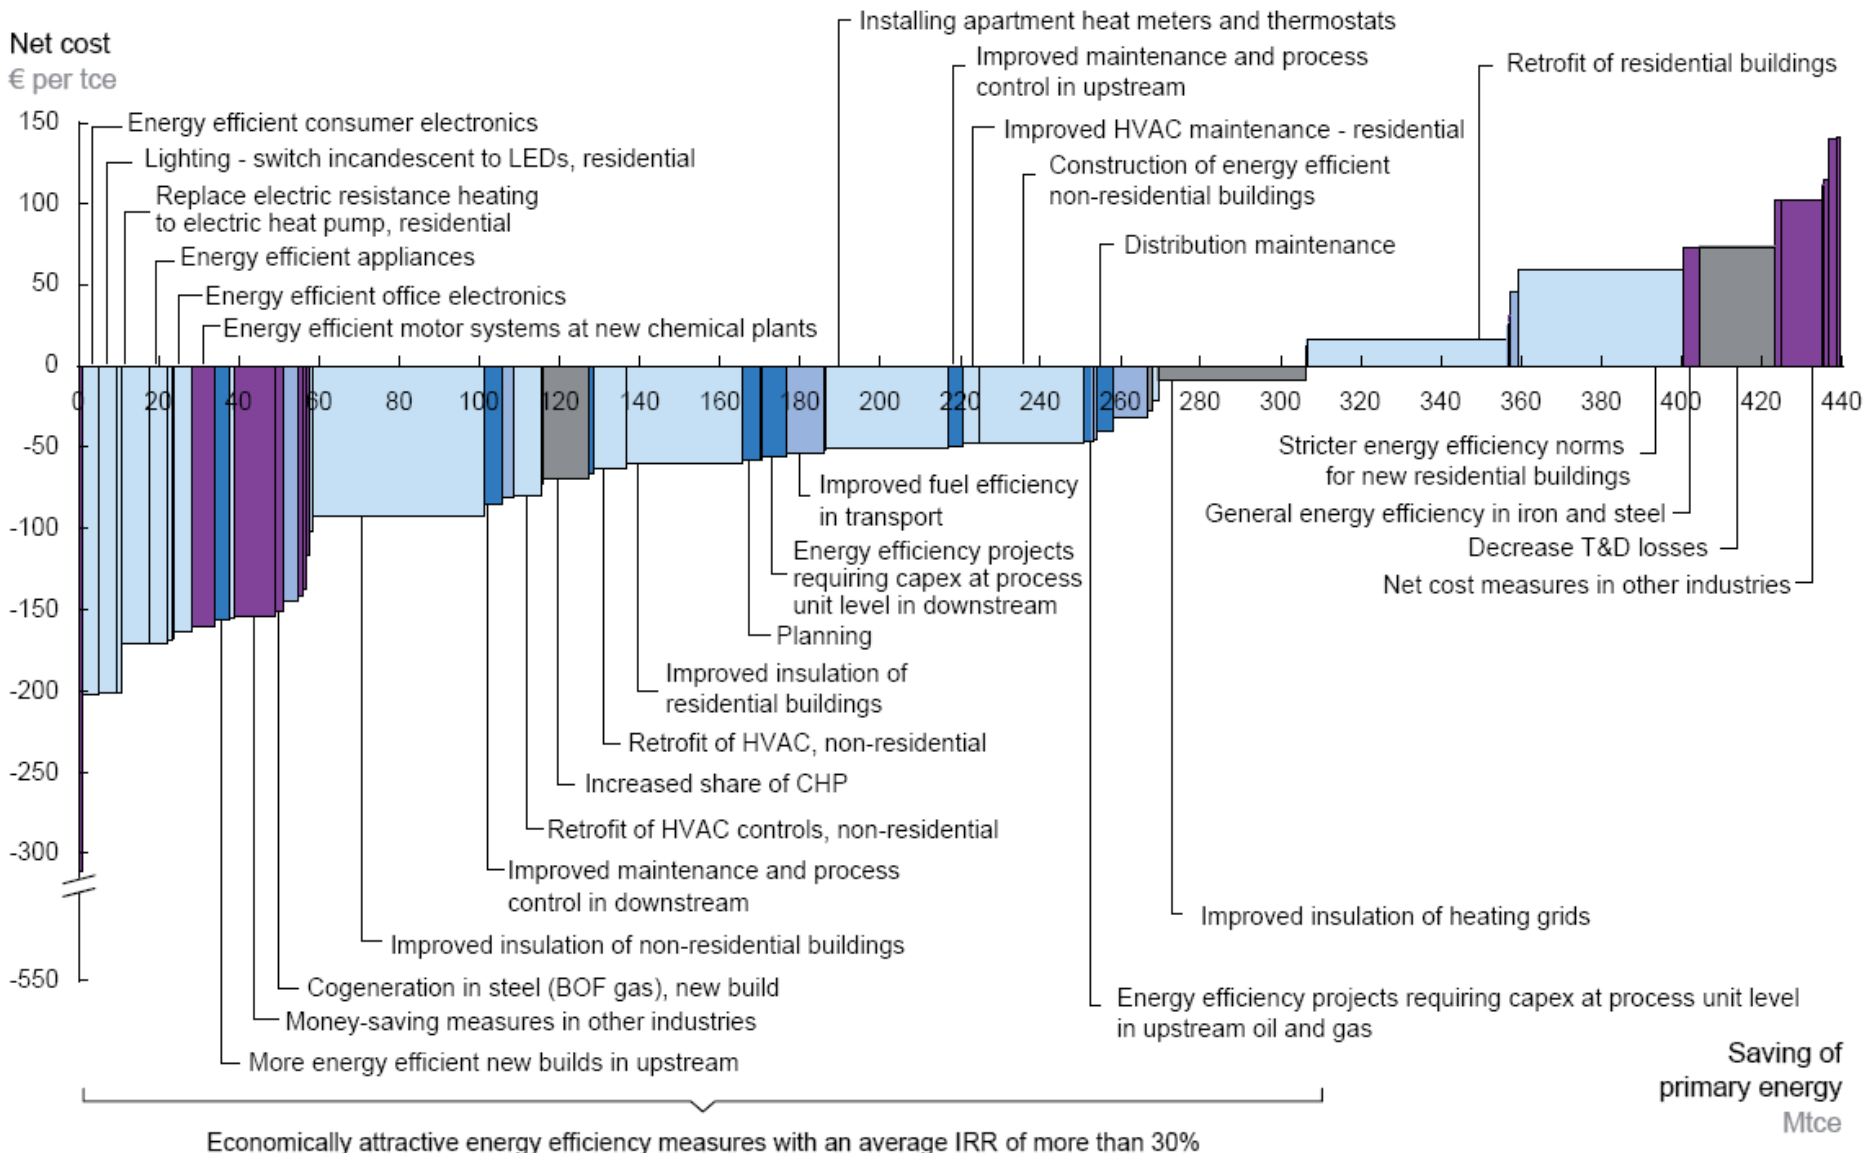 Net cost
€ per tce
Installing apartment heat meters and thermostats
Improved maintenance and process
control in upstream
Retrofit of residential buildings
150
Energy efficient consumer electronics
Improved HVAC maintenance - residential
Lighting - switch incandescent to LEDs, residential
Construction of energy efficient
non-residential buildings
Replace electric resistance heating
to electric heat pump, residential
100
Distribution maintenance
Energy efficient appliances
50
Energy efficient office electronics
Energy efficient motor systems at new chemical plants
0
0 20 40 60 80 100 120 140 160 180 200 220 240 260 280 300 320 340 360 380 400 420 440
-50
Stricter energy efficiency norms
for new residential buildings
Improved fuel efficiency
in transport
General energy efficiency in iron and steel
-100
Decrease T&D losses
Energy efficiency projects
requiring capex at process
unit level in downstream
Net cost measures in other industries
-150
Planning
Improved insulation of
residential buildings
-200
Retrofit of HVAC, non-residential
-250
Increased share of CHP
Retrofit of HVAC controls, non-residential
-300
Improved maintenance and process
control in downstream
Improved insulation of heating grids
Improved insulation of non-residential buildings
-550
Cogeneration in steel (BOF gas), new build
Energy efficiency projects requiring capex at process unit level
in upstream oil and gas
Money-saving measures in other industries
More energy efficient new builds in upstream
Saving of
primary energy
Mtce
Economically attractive energy efficiency measures with an average IRR of more than 30%